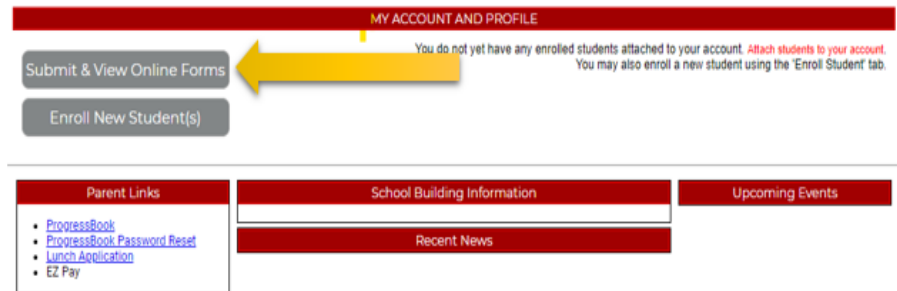 MY ACCOUNT AND PROFILE
You do not yet have any enrolled students attached to your account. Attach students to your account.
You may also enroll a new student using the 'Enroll Student' tab.
Submit & View Online Forms
Enroll New Student(s)
Parent Links
ProgressBook
ProgressBook Password Reset
Lunch Application
EZ Pay
School Building Information
Recent News
Upcoming Events